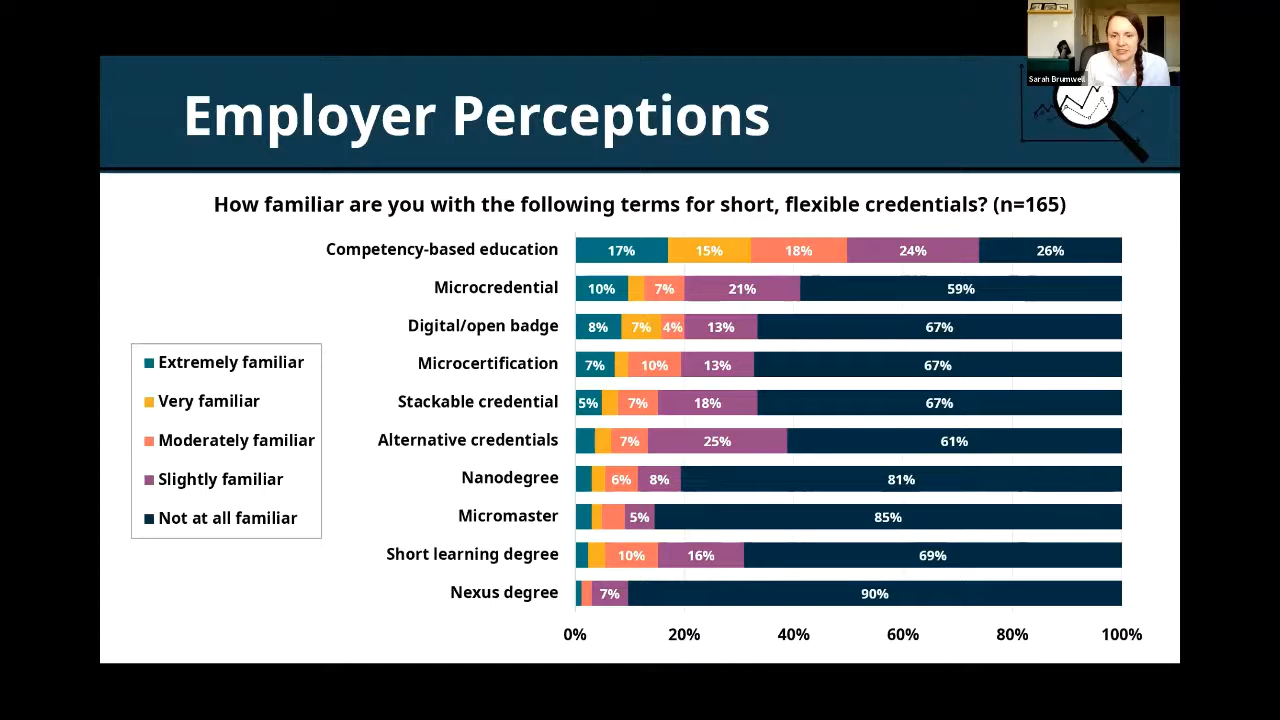 Sarah Brumwell
Employer Perceptions
How familiar are you with the following terms for short, flexible credentials? (n=165)
Competency-based education 17% 15% 18% 24% 26%
Microcredential 10% 7% 21% 59%
Digital/open badge 8% 7% 4% 13% 67%
Microcertification 7% 10% 13% 67%
Stackable credential 5% 7% 18% 67%
Alternative credentials 7% 25% 61%
Nanodegree 6% 8% 81%
Micromaster 5% 85%
Short learning degree 10% 16% 69%
Nexus degree 7% 90%
0% 20% 40% 60% 80% 100%
Extremely familiar
Very familiar
Moderately familiar
Slightly familiar
Not at all familiar